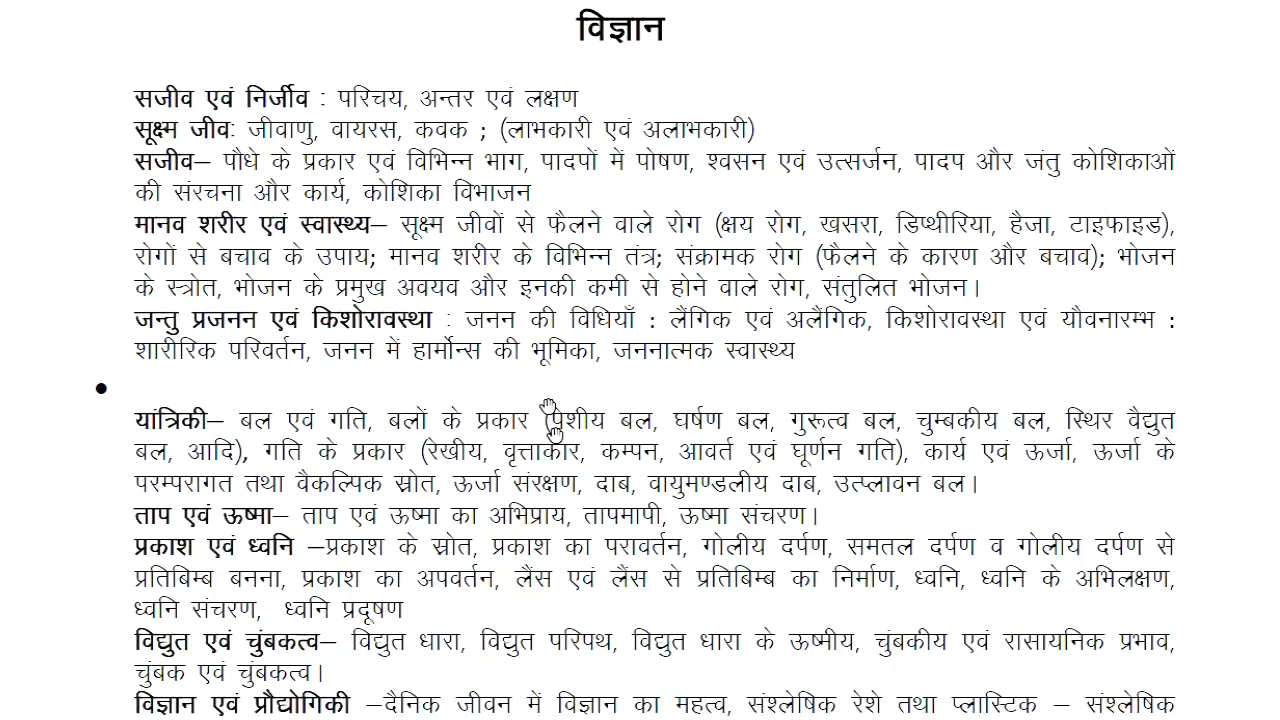 विज्ञान
सजीव एवं निर्जीव : परिचय, अन्तर एवं लक्षण
सूक्ष्म जीवः जीवाणु, वायरस, कवक ; (लाभकारी एवं अलाभकारी)
सजीव– पौधे के प्रकार एवं विभिन्न भाग, पादपों में पोषण, श्वसन एवं उत्सर्जन, पादप और जंतु कोशिकाओं
की संरचना और कार्य, कोशिका विभाजन
मानव शरीर एवं स्वास्थ्य– सूक्ष्म जीवों से फैलने वाले रोग (क्षय रोग, खसरा, डिप्थीरिया, हैजा, टाइफाइड),
रोगों से बचाव के उपाय; मानव शरीर के विभिन्न तंत्र; संक्रामक रोग (फैलने के कारण और बचाव); भोजन
के स्त्रोत, भोजन के प्रमुख अवयव और इनकी कमी से होने वाले रोग, संतुलित भोजन।
जन्तु प्रजनन एवं किशोरावस्था : जनन की विधियाँ : लैंगिक एवं अलैंगिक, किशोरावस्था एवं यौवनारम्भ :
शारीरिक परिवर्तन, जनन में हार्मोन्स की भूमिका, जननात्मक स्वास्थ्य
•
यांत्रिकी– बल एवं गति, बलों के प्रकार (पेशीय बल, घर्षण बल, गुरूत्व बल, चुम्बकीय बल, स्थिर वैद्युत
बल, आदि), गति के प्रकार (रेखीय, वृत्ताकार, कम्पन, आवर्त एवं घूर्णन गति), कार्य एवं ऊर्जा, ऊर्जा के
परम्परागत तथा वैकल्पिक स्रोत, ऊर्जा संरक्षण, दाब, वायुमण्डलीय दाब, उत्प्लावन बल।
ताप एवं ऊष्मा– ताप एवं ऊष्मा का अभिप्राय, तापमापी, ऊष्मा संचरण।
प्रकाश एवं ध्वनि –प्रकाश के स्रोत, प्रकाश का परावर्तन, गोलीय दर्पण, समतल दर्पण व गोलीय दर्पण से
प्रतिबिम्ब बनना, प्रकाश का अपवर्तन, लैंस एवं लैंस से प्रतिबिम्ब का निर्माण, ध्वनि, ध्वनि के अभिलक्षण,
ध्वनि संचरण, ध्वनि प्रदूषण
विद्युत एवं चुंबकत्व– विद्युत धारा, विद्युत परिपथ, विद्युत धारा के ऊष्मीय, चुंबकीय एवं रासायनिक प्रभाव,
चुंबक एवं चुंबकत्व।
विज्ञान एवं प्रौद्योगिकी –दैनिक जीवन में विज्ञान का महत्व, संश्लेषिक रेशे तथा प्लास्टिक – संश्लेषिक